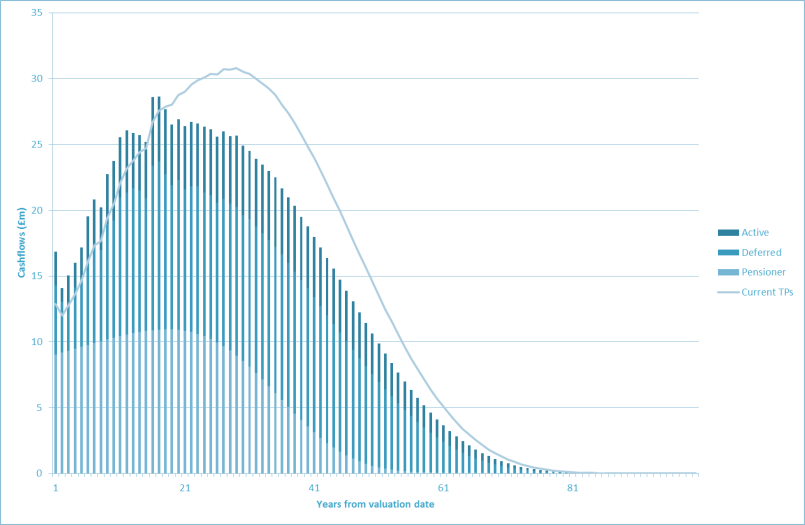 35
30
25
20
15
10
5
0
Cashflows (£m)
1 21 41 61 81
Years from valuation date
Active
Deferred
Pensioner
Current TPs